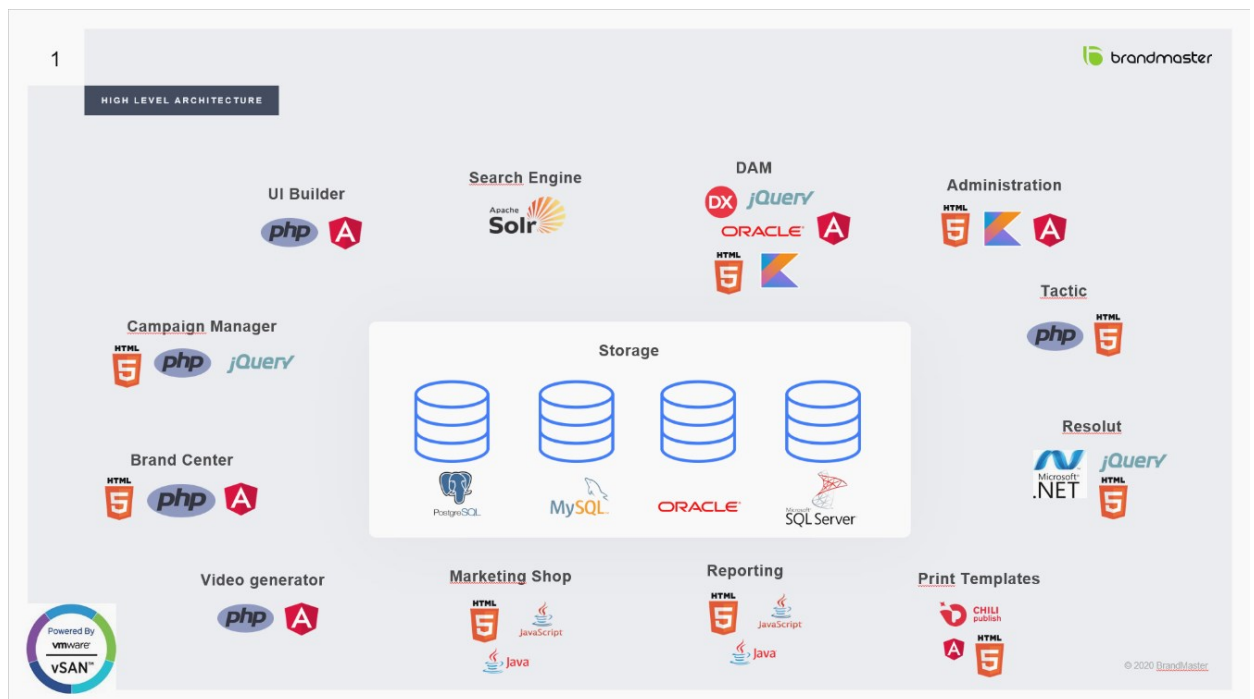 1
brandmaster
HIGH LEVEL ARCHITECTURE
UI Builder
php
A
Search Engine
Apache
Solr
DAM
DX
jQuery
ORACLE
A
HTML
5
Administration
HTML
5
A
Tactic
php
HTML
5
Campaign Manager
HTML
5
php
jQuery
Storage
PostgreSQL
MySQL
ORACLE
Microsoft
SQL Server
Resolut
Microsoft
.NET
jQuery
HTML
5
Brand Center
HTML
5
php
A
Video generator
php
A
Marketing Shop
HTML
5
JavaScript
Java
Reporting
HTML
5
JavaScript
Java
Print Templates
CHILI
publish
A
HTML
5
Powered By
vmware
vSAN™
© 2020 BrandMaster